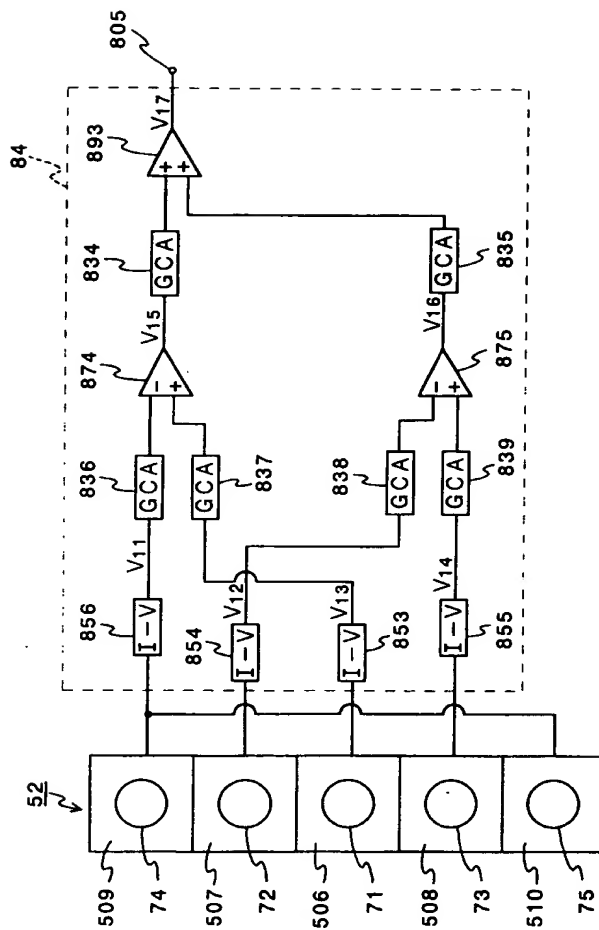 84
805
V17
893
+
+
834
GCA
GCA
835
V15
V16
874
-
+
-
+
875
836
GCA
GCA
837
838
GCA
GCA
839
V11
V12
V13
V14
856
I-V
854
I-V
I-V
853
I-V
855
52
509
74
507
72
506
71
508
73
510
75